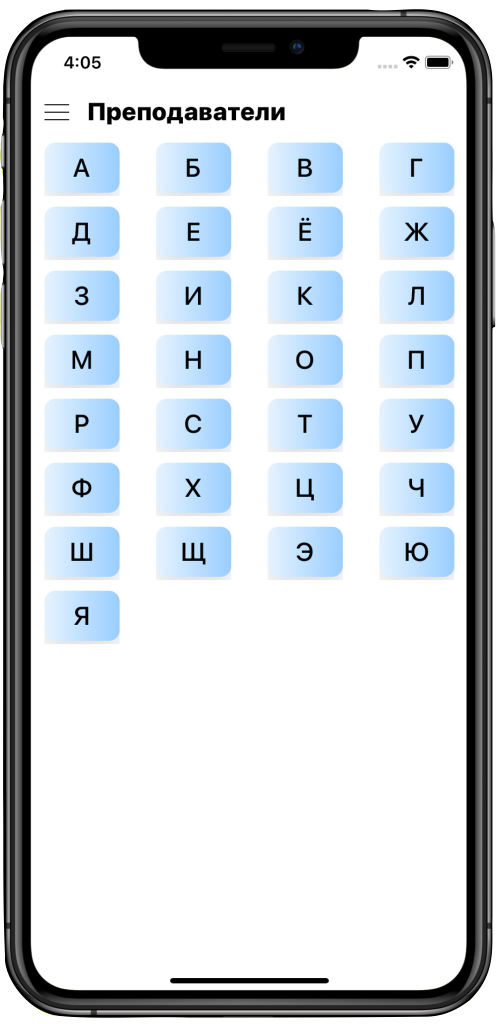 4:05
Преподаватели
А Б В Г
Д Е Ё Ж
З И К Л
М Н О П
Р С Т У
Ф Х Ц Ч
Ш Щ Э Ю
Я